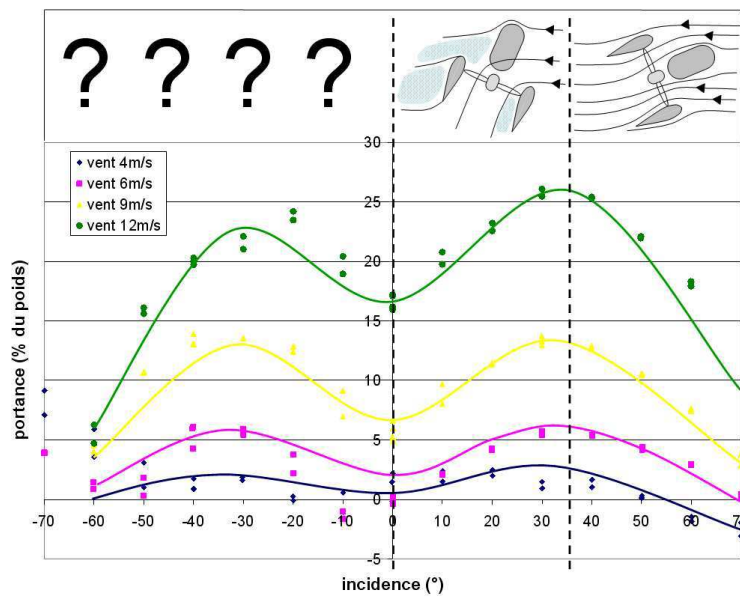 ? ? ? ?
vent 4m/s
vent 6m/s
vent 9m/s
vent 12m/s
30
25
20
15
10
5
0
-5
-70 -60 -50 -40 -30 -20 -10 0 10 20 30 40 50 60 70
portance (% du poids)
incidence (°)